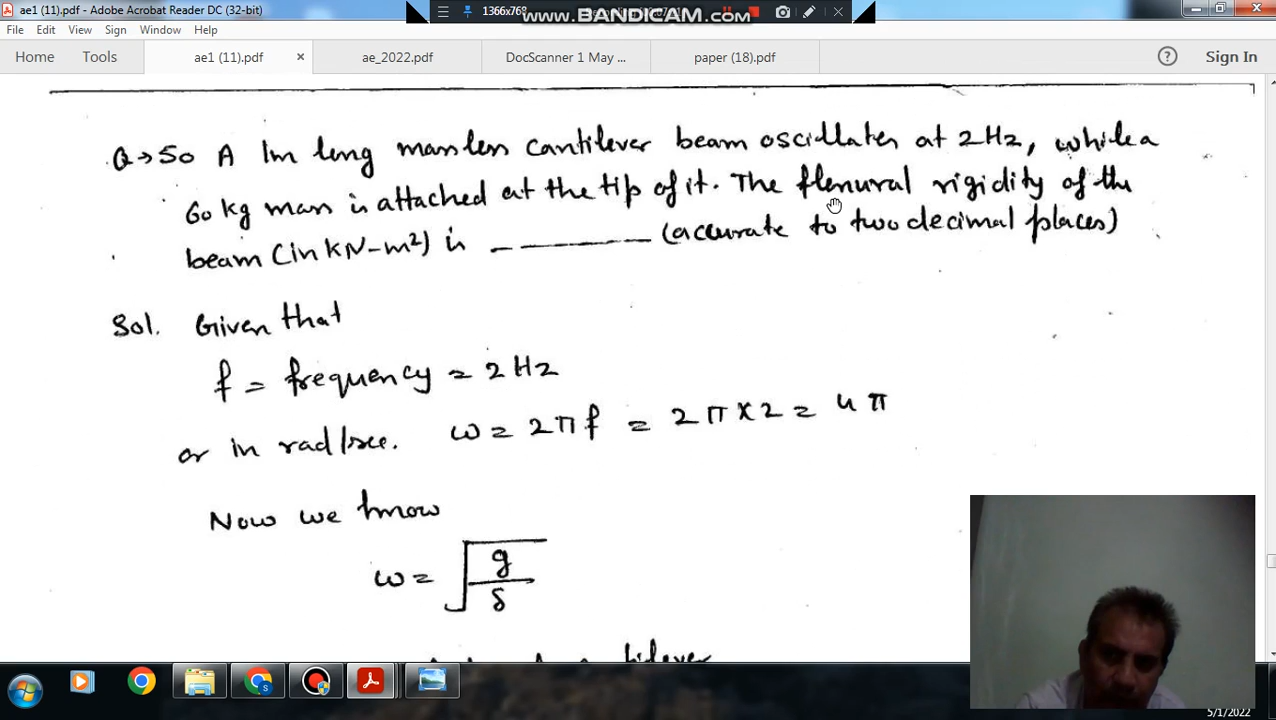 ae1 (11).pdf - Adobe Acrobat Reader DC (32-bit)
1366x768
www.BANDICAM.com
File Edit View Sign Window Help
Home Tools ae1 (11).pdf × ae_2022.pdf DocScanner 1 May ... paper (18).pdf ? Sign In
Q→50 A 1m long massless cantilever beam oscillates at 2Hz, while a
60 kg mass is attached at the tip of it. The flexural rigidity of the
beam (in kN-m²) is _ ______ (accurate to two decimal places)
Sol. Given that
f = frequency = 2Hz
or in rad/sec. ω = 2πf = 2π×2 = 4π
Now we know
ω = √g/δ
5/1/2022